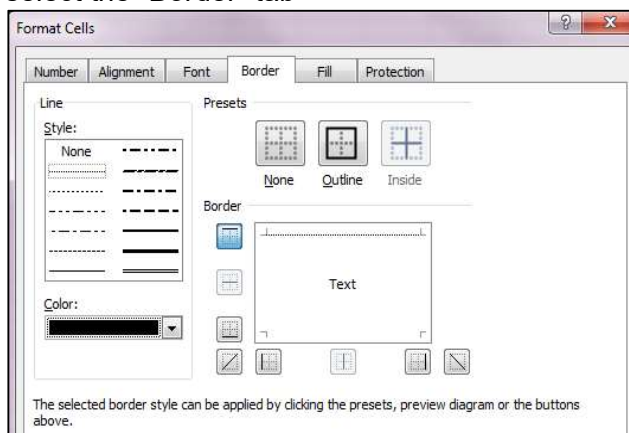 select the "Border" tab
Format Cells
Number Alignment Font Border Fill Protection
Line
Style:
None
Color:
Presets
None Outline Inside
Border
Text
The selected border style can be applied by clicking the presets, preview diagram or the buttons
above.